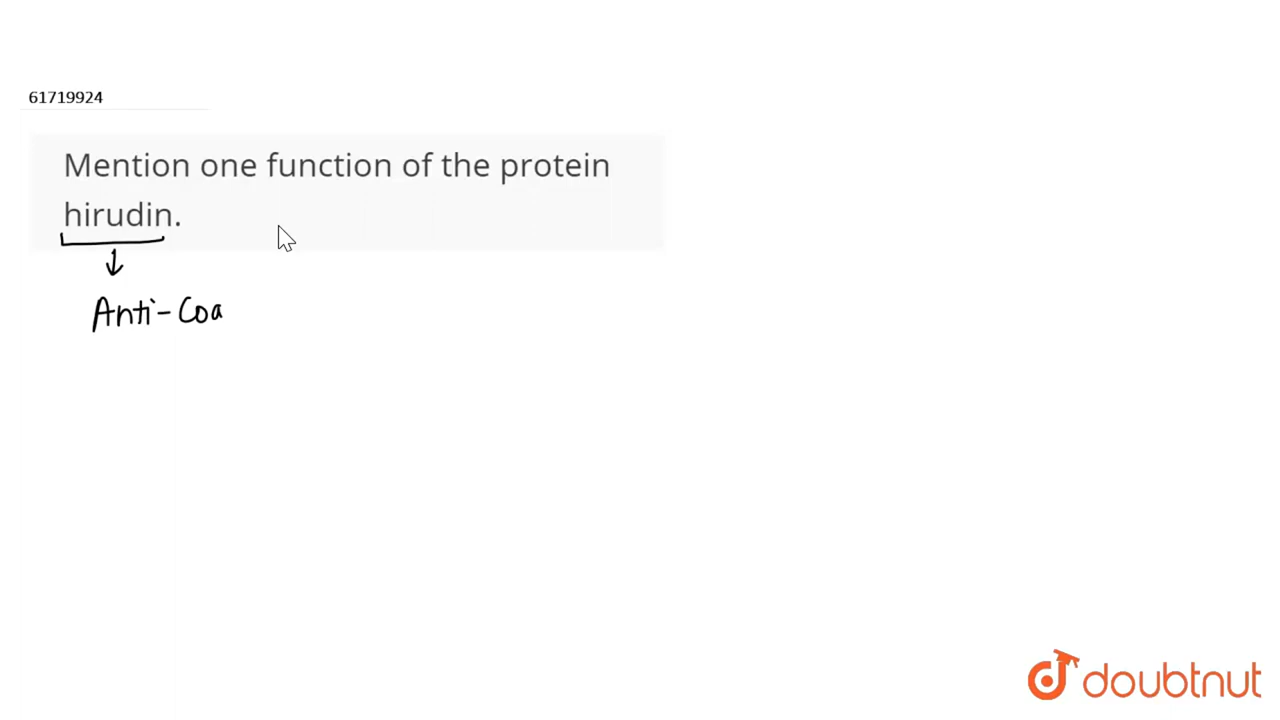 61719924
Mention one function of the protein
hirudin.
Anti-Coa
doubtnut